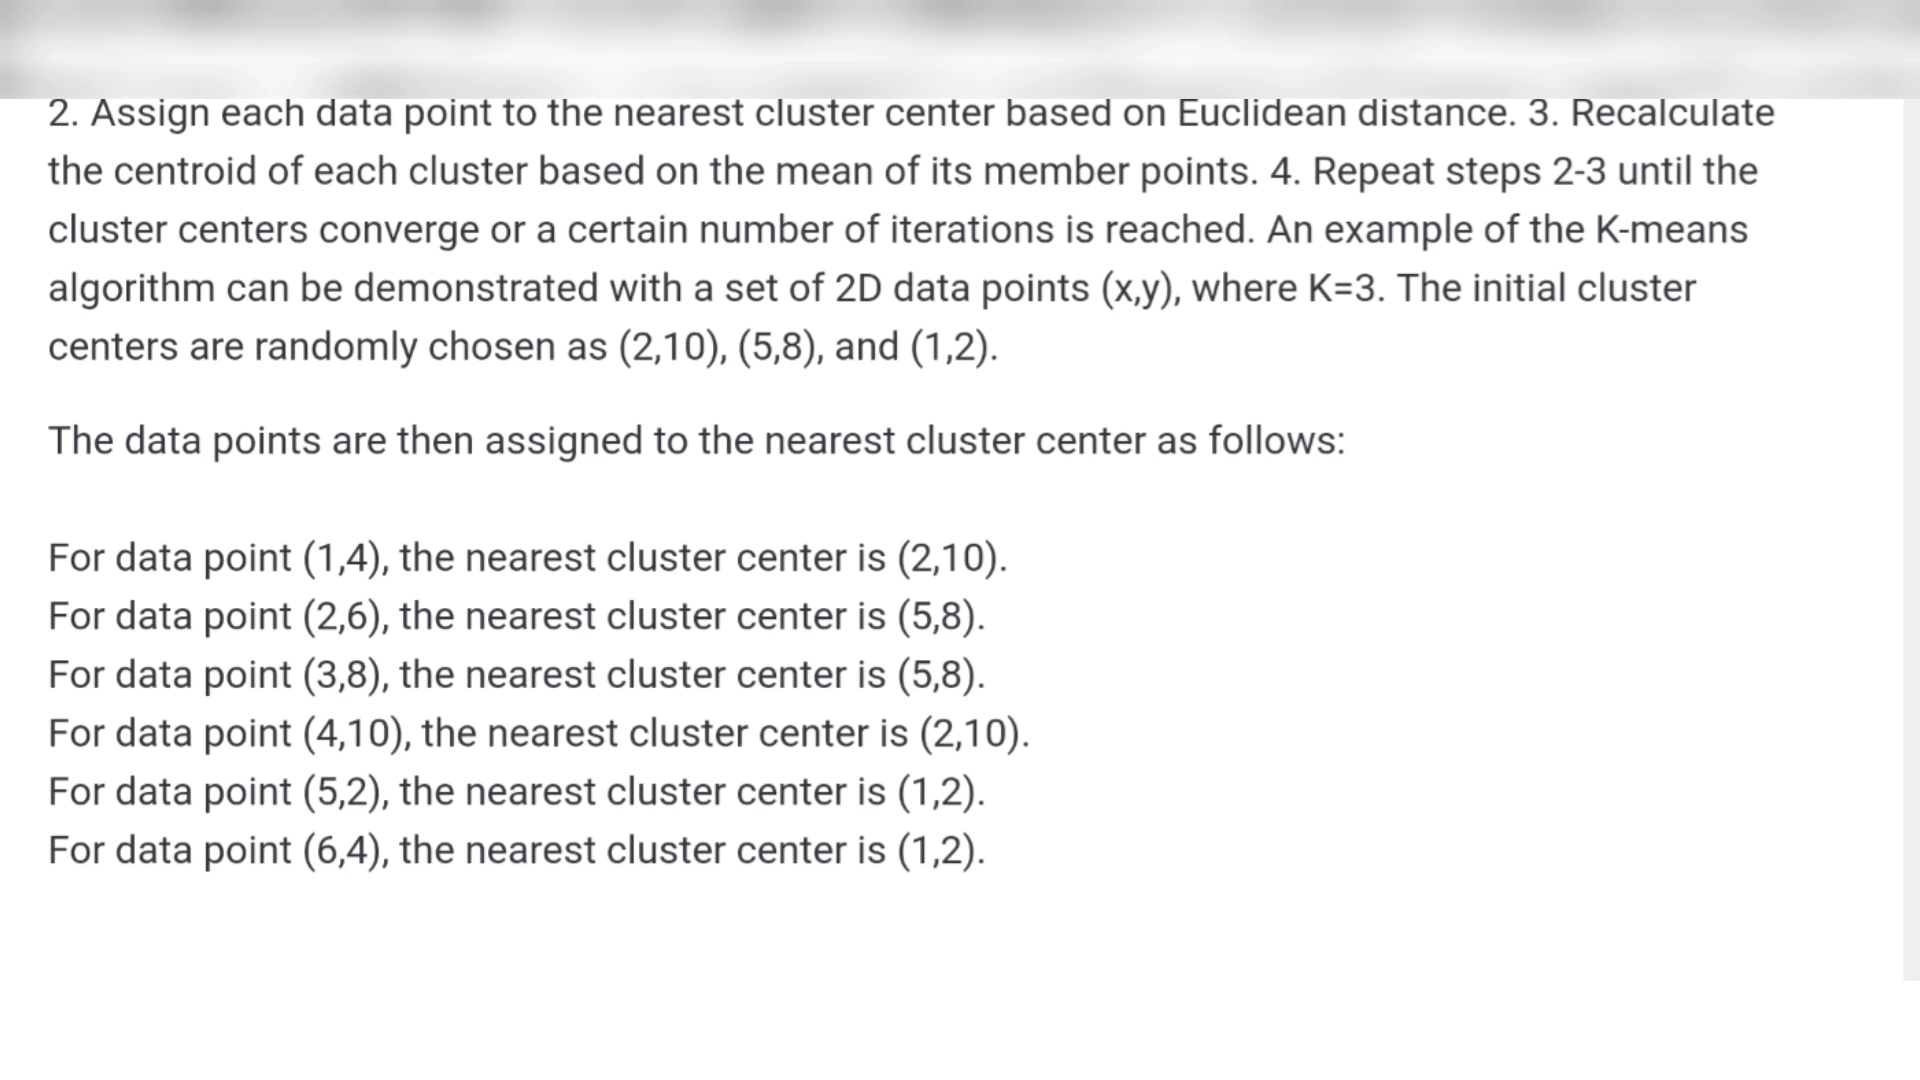 2. Assign each data point to the nearest cluster center based on Euclidean distance. 3. Recalculate
the centroid of each cluster based on the mean of its member points. 4. Repeat steps 2-3 until the
cluster centers converge or a certain number of iterations is reached. An example of the K-means
algorithm can be demonstrated with a set of 2D data points (x,y), where K=3. The initial cluster
centers are randomly chosen as (2,10), (5,8), and (1,2).
The data points are then assigned to the nearest cluster center as follows:
For data point (1,4), the nearest cluster center is (2,10).
For data point (2,6), the nearest cluster center is (5,8).
For data point (3,8), the nearest cluster center is (5,8).
For data point (4,10), the nearest cluster center is (2,10).
For data point (5,2), the nearest cluster center is (1,2).
For data point (6,4), the nearest cluster center is (1,2).